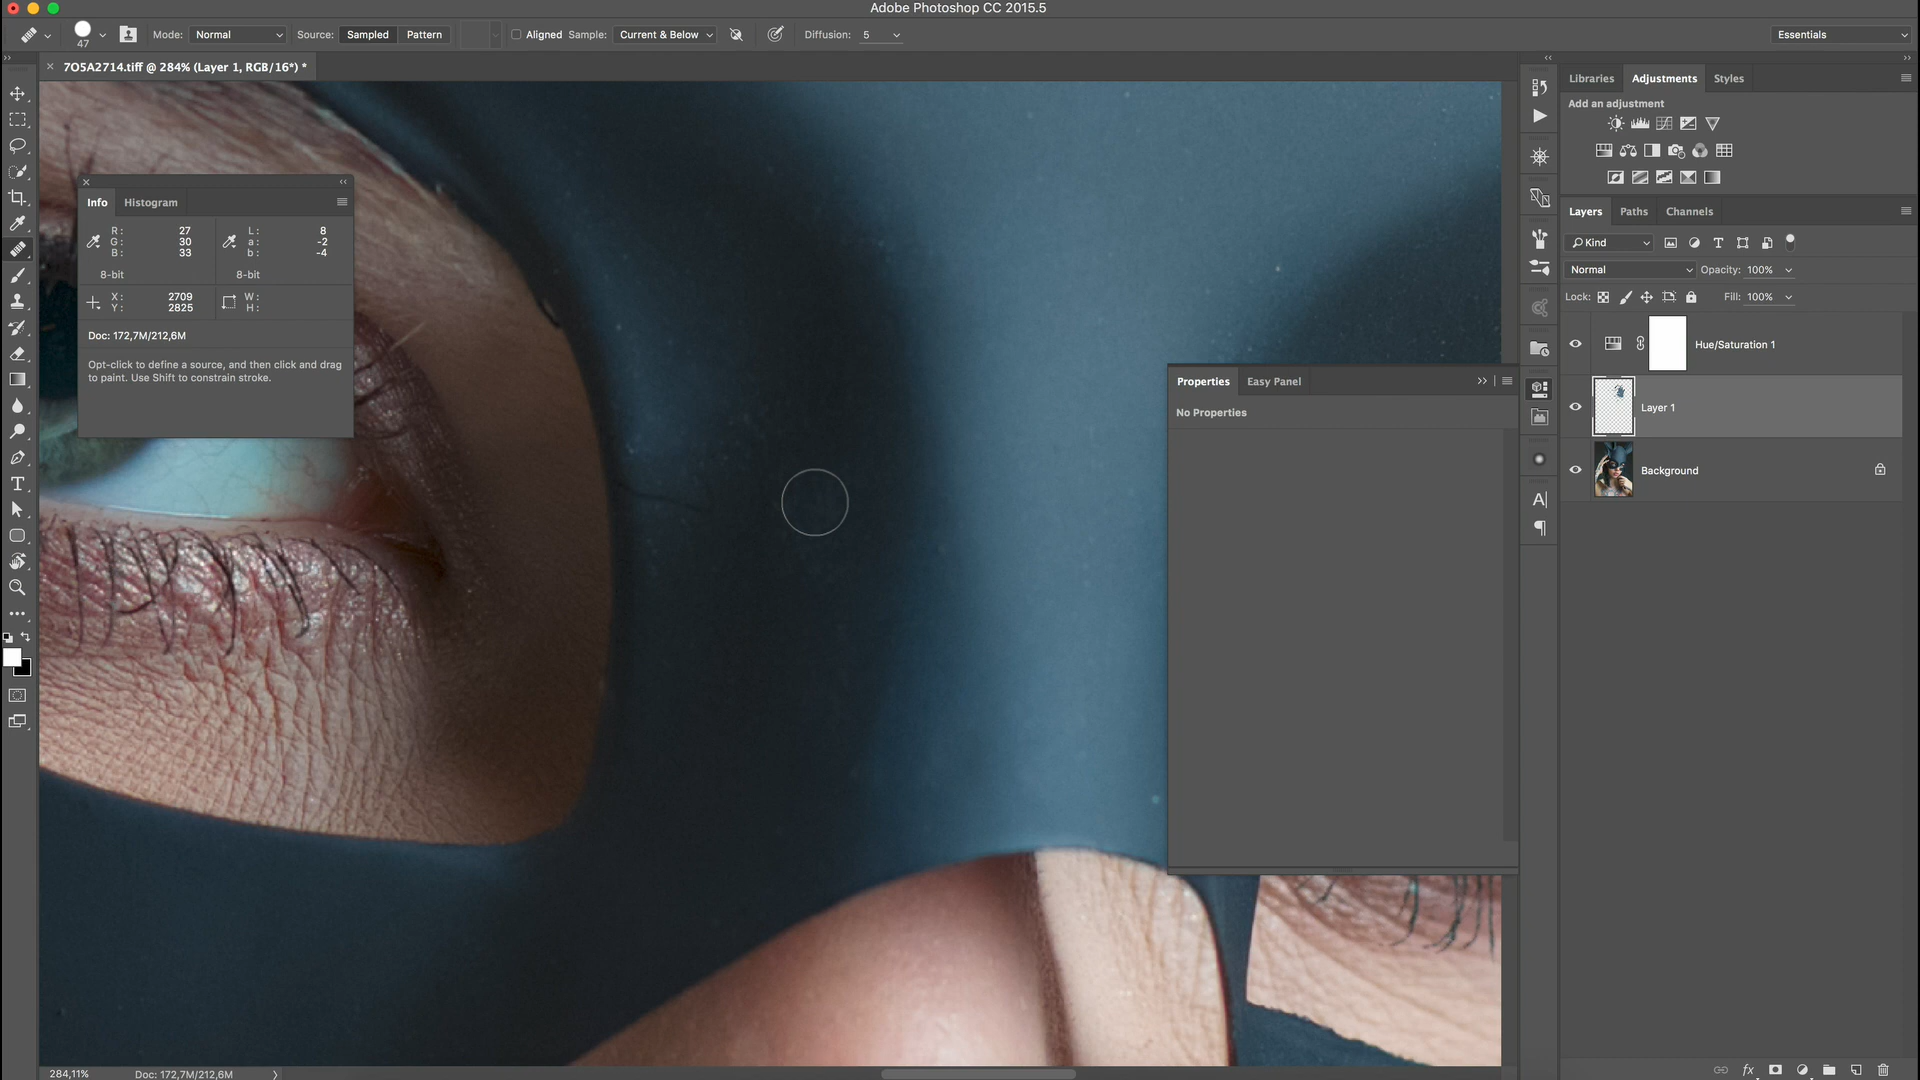 Adobe Photoshop CC 2015.5
47
Mode: Normal Source: Sampled Pattern Aligned Sample: Current & Below Diffusion: 5 Essentials
7O5A2714.tiff @ 284% (Layer 1, RGB/16*) *
Info Histogram
R: 27 L: 8
G: 30 a: -2
B: 33 b: -4
8-bit 8-bit
X: 2709 W:
Y: 2825 H:
Doc: 172,7M/212,6M
Opt-click to define a source, and then click and drag
to paint. Use Shift to constrain stroke.
Properties Easy Panel
No Properties
Libraries Adjustments Styles
Add an adjustment
Layers Paths Channels
Kind
Normal Opacity: 100%
Lock: Fill: 100%
Hue/Saturation 1
Layer 1
Background
284,11% Doc: 172,7M/212,6M